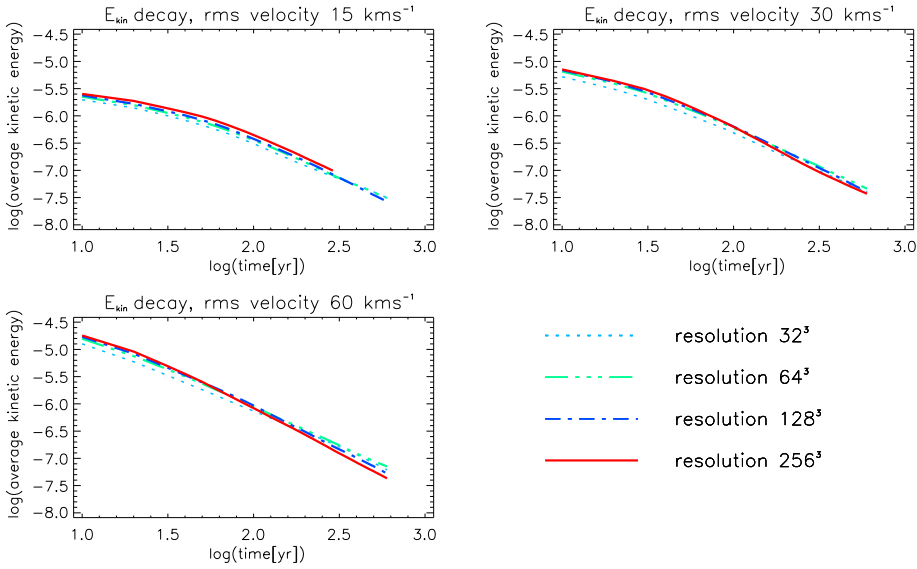 E_kin decay, rms velocity 15 kms⁻¹
log(average kinetic energy)
−4.5
−5.0
−5.5
−6.0
−6.5
−7.0
−7.5
−8.0
1.0 1.5 2.0 2.5 3.0
log(time[yr])
E_kin decay, rms velocity 30 kms⁻¹
log(average kinetic energy)
−4.5
−5.0
−5.5
−6.0
−6.5
−7.0
−7.5
−8.0
1.0 1.5 2.0 2.5 3.0
log(time[yr])
E_kin decay, rms velocity 60 kms⁻¹
log(average kinetic energy)
−4.5
−5.0
−5.5
−6.0
−6.5
−7.0
−7.5
−8.0
1.0 1.5 2.0 2.5 3.0
log(time[yr])
resolution 32³
resolution 64³
resolution 128³
resolution 256³